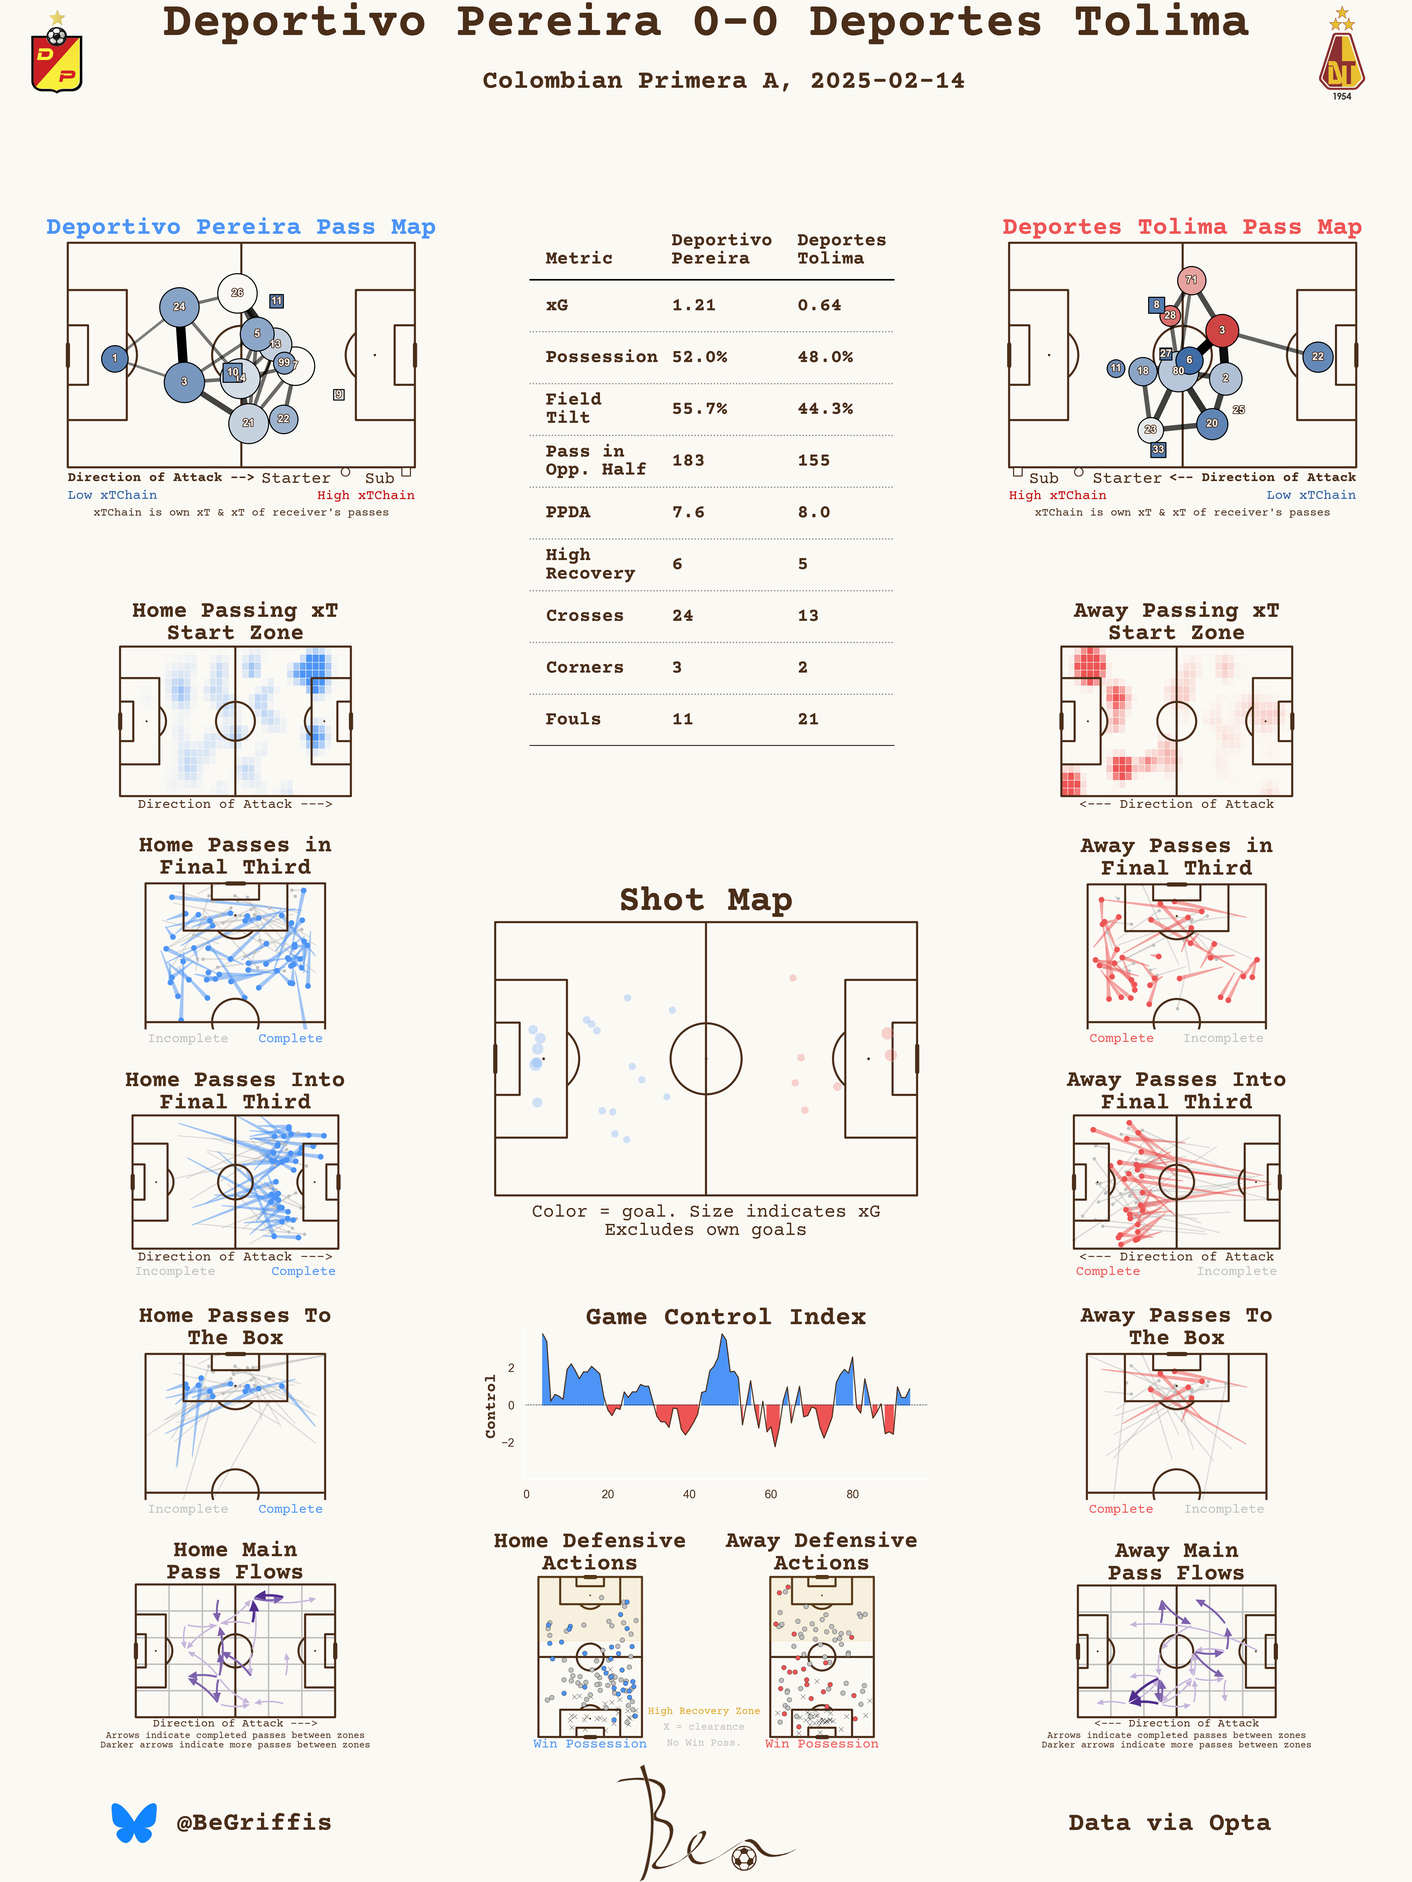 Deportivo Pereira 0-0 Deportes Tolima
Colombian Primera A, 2025-02-14
DP
DT
1954
Deportivo Pereira Pass Map
1
24
3
26
5
11
13
99
7
10
14
21
22
9
Direction of Attack --> Starter Sub
Low xTChain High xTChain
xTChain is own xT & xT of receiver's passes
Metric Deportivo Pereira Deportes Tolima
xG 1.21 0.64
Possession 52.0% 48.0%
Field Tilt 55.7% 44.3%
Pass in Opp. Half 183 155
PPDA 7.6 8.0
High Recovery 6 5
Crosses 24 13
Corners 3 2
Fouls 11 21
Deportes Tolima Pass Map
71
8
28
3
27
6
22
11
18
80
2
25
23
20
33
Sub Starter <-- Direction of Attack
High xTChain Low xTChain
xTChain is own xT & xT of receiver's passes
Home Passing xT
Start Zone
Direction of Attack --->
Away Passing xT
Start Zone
<--- Direction of Attack
Home Passes in
Final Third
Incomplete Complete
Away Passes in
Final Third
Complete Incomplete
Shot Map
Color = goal. Size indicates xG
Excludes own goals
Home Passes Into
Final Third
Direction of Attack --->
Incomplete Complete
Away Passes Into
Final Third
<--- Direction of Attack
Complete Incomplete
Home Passes To
The Box
Incomplete Complete
Game Control Index
Control
2
0
−2
0 20 40 60 80
Away Passes To
The Box
Complete Incomplete
Home Main
Pass Flows
Direction of Attack --->
Arrows indicate completed passes between zones
Darker arrows indicate more passes between zones
Home Defensive
Actions
Win Possession
High Recovery Zone
X = clearance
No Win Poss.
Away Defensive
Actions
Win Possession
Away Main
Pass Flows
<--- Direction of Attack
Arrows indicate completed passes between zones
Darker arrows indicate more passes between zones
@BeGriffis
Ben
Data via Opta